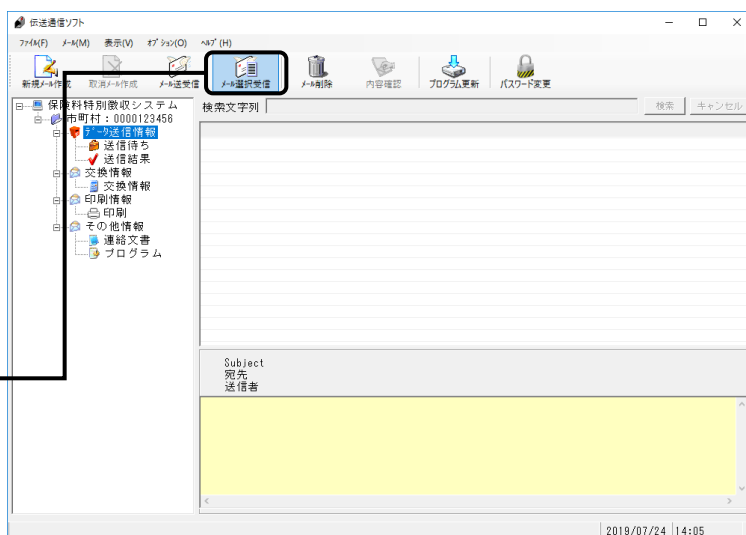 伝送通信ソフト
ファイル(F) メール(M) 表示(V) オプション(O) ヘルプ(H)
新規メール作成 取消メール作成 メール送受信 メール選択受信 メール削除 内容確認 プログラム更新 パスワード変更
保険料特別徴収システム
検索文字列 検索 キャンセル
市町村：0000123456
データ送信情報
送信待ち
送信結果
交換情報
交換情報
印刷情報
印刷
その他情報
連絡文書
プログラム
Subject
宛先
送信者
2019/07/24 14:05